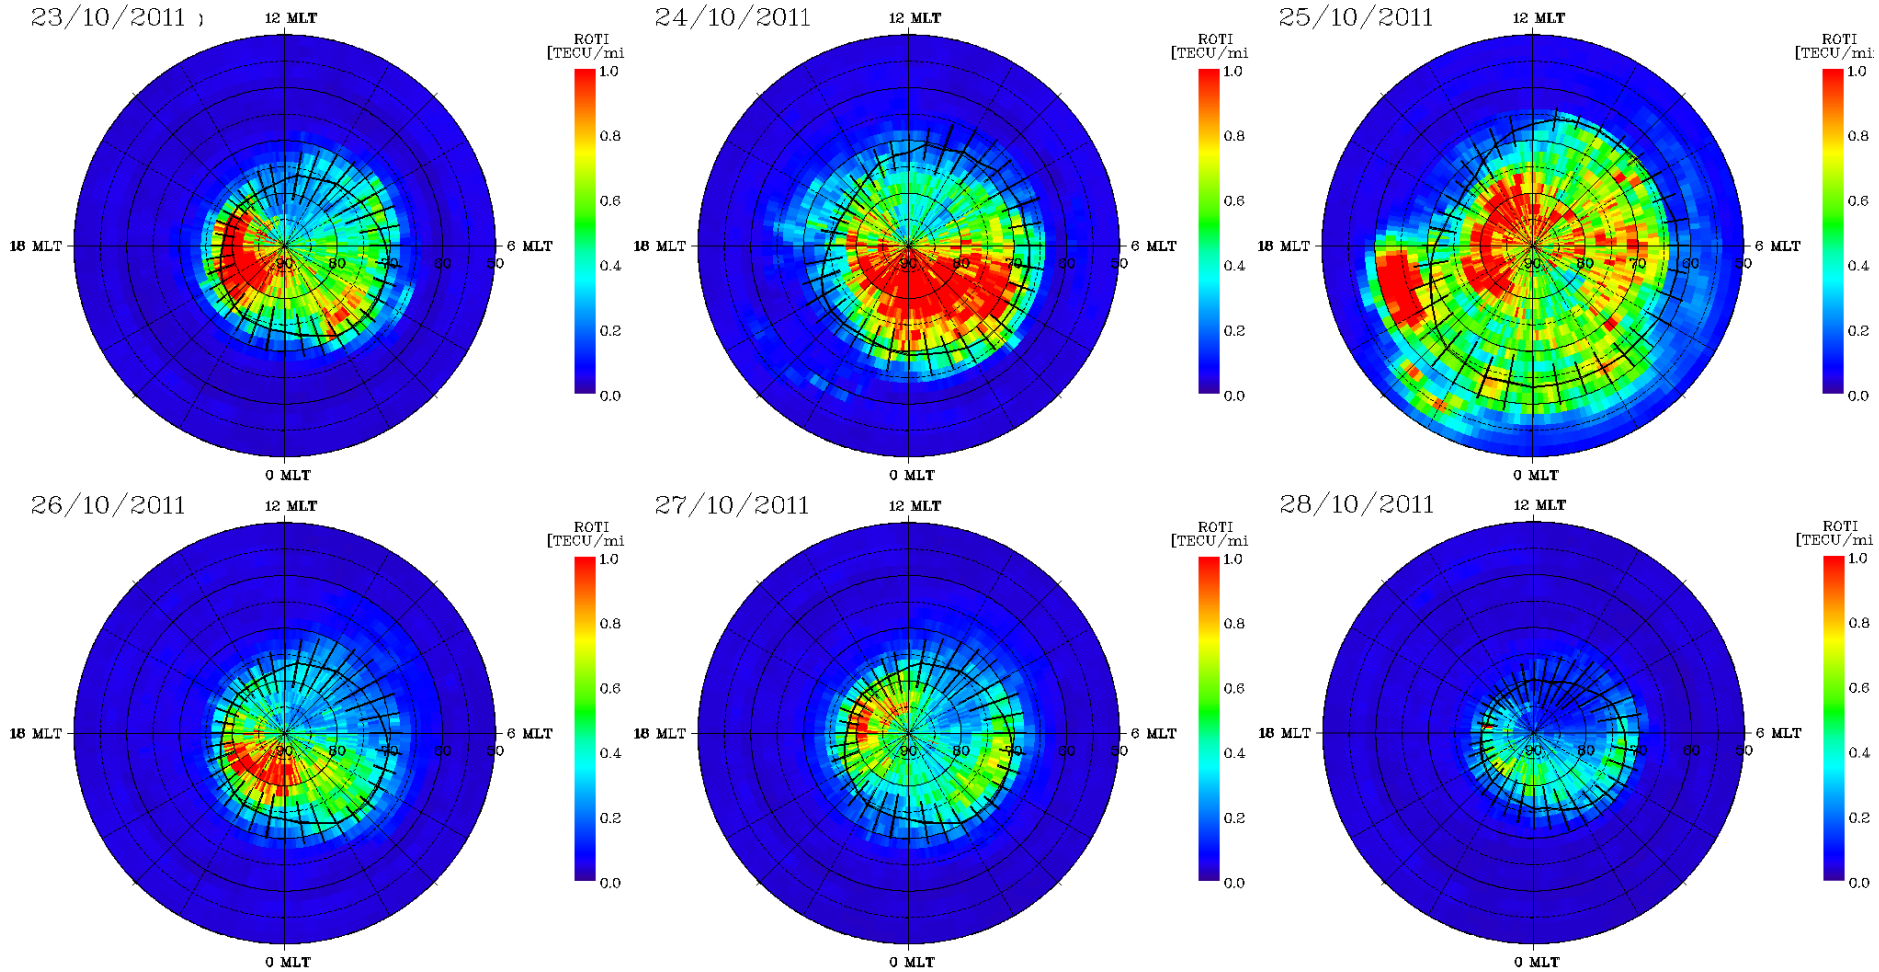 23/10/2011 )
12 MLT
ROTI
[TECU/mi
1.0
0.8
0.6
0.4
0.2
0.0
18 MLT
90
80
70
60
50
6 MLT
0 MLT
24/10/2011
12 MLT
ROTI
[TECU/mi
1.0
0.8
0.6
0.4
0.2
0.0
18 MLT
90
80
70
60
50
6 MLT
0 MLT
25/10/2011
12 MLT
ROTI
[TECU/mi
1.0
0.8
0.6
0.4
0.2
0.0
18 MLT
90
80
70
60
50
6 MLT
0 MLT
26/10/2011
12 MLT
ROTI
[TECU/mi
1.0
0.8
0.6
0.4
0.2
0.0
18 MLT
90
80
70
60
50
6 MLT
0 MLT
27/10/2011
12 MLT
ROTI
[TECU/mi
1.0
0.8
0.6
0.4
0.2
0.0
18 MLT
90
80
70
60
50
6 MLT
0 MLT
28/10/2011
12 MLT
ROTI
[TECU/mi
1.0
0.8
0.6
0.4
0.2
0.0
18 MLT
90
80
70
60
50
6 MLT
0 MLT